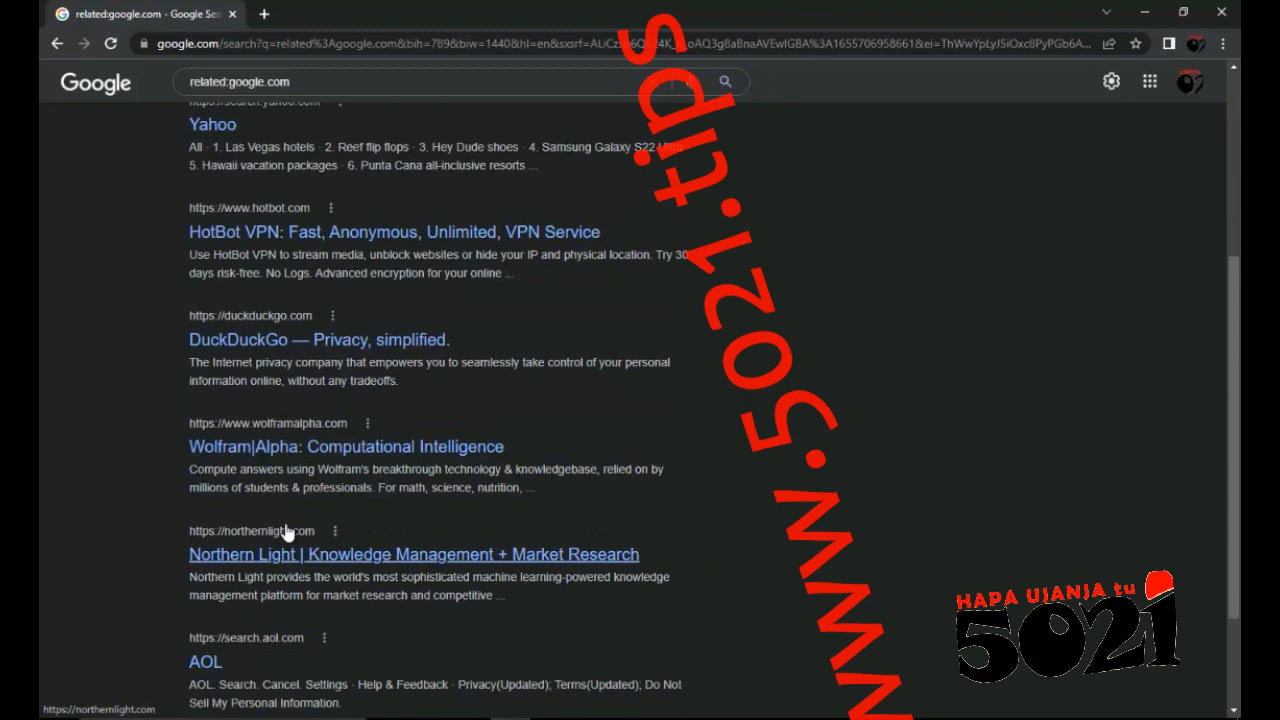 related:google.com - Google Se
google.com/search?q=related%3Agoogle.com&bih=789&biw=1440&hl=en&sxsrf=
Google
related:google.com
https://search.yahoo.com
Yahoo
All · 1. Las Vegas hotels · 2. Reef flip flops · 3. Hey Dude shoes · 4. Samsung Galaxy S22 Ultra
5. Hawaii vacation packages · 6. Punta Cana all-inclusive resorts ...
https://www.hotbot.com
HotBot VPN: Fast, Anonymous, Unlimited, VPN Service
Use HotBot VPN to stream media, unblock websites or hide your IP and physical location. Try 30
days risk-free. No Logs. Advanced encryption for your online ...
https://duckduckgo.com
DuckDuckGo — Privacy, simplified.
The Internet privacy company that empowers you to seamlessly take control of your personal
information online, without any tradeoffs.
https://www.wolframalpha.com
Wolfram|Alpha: Computational Intelligence
Compute answers using Wolfram's breakthrough technology & knowledgebase, relied on by
millions of students & professionals. For math, science, nutrition, ...
https://northernlight.com
Northern Light | Knowledge Management + Market Research
Northern Light provides the world's most sophisticated machine learning-powered knowledge
management platform for market research and competitive ...
https://search.aol.com
AOL
AOL. Search. Cancel. Settings · Help & Feedback · Privacy(Updated); Terms(Updated); Do Not
Sell My Personal Information.
https://northernlight.com
www.5021.tips
HAPA UJANJA tu
5021